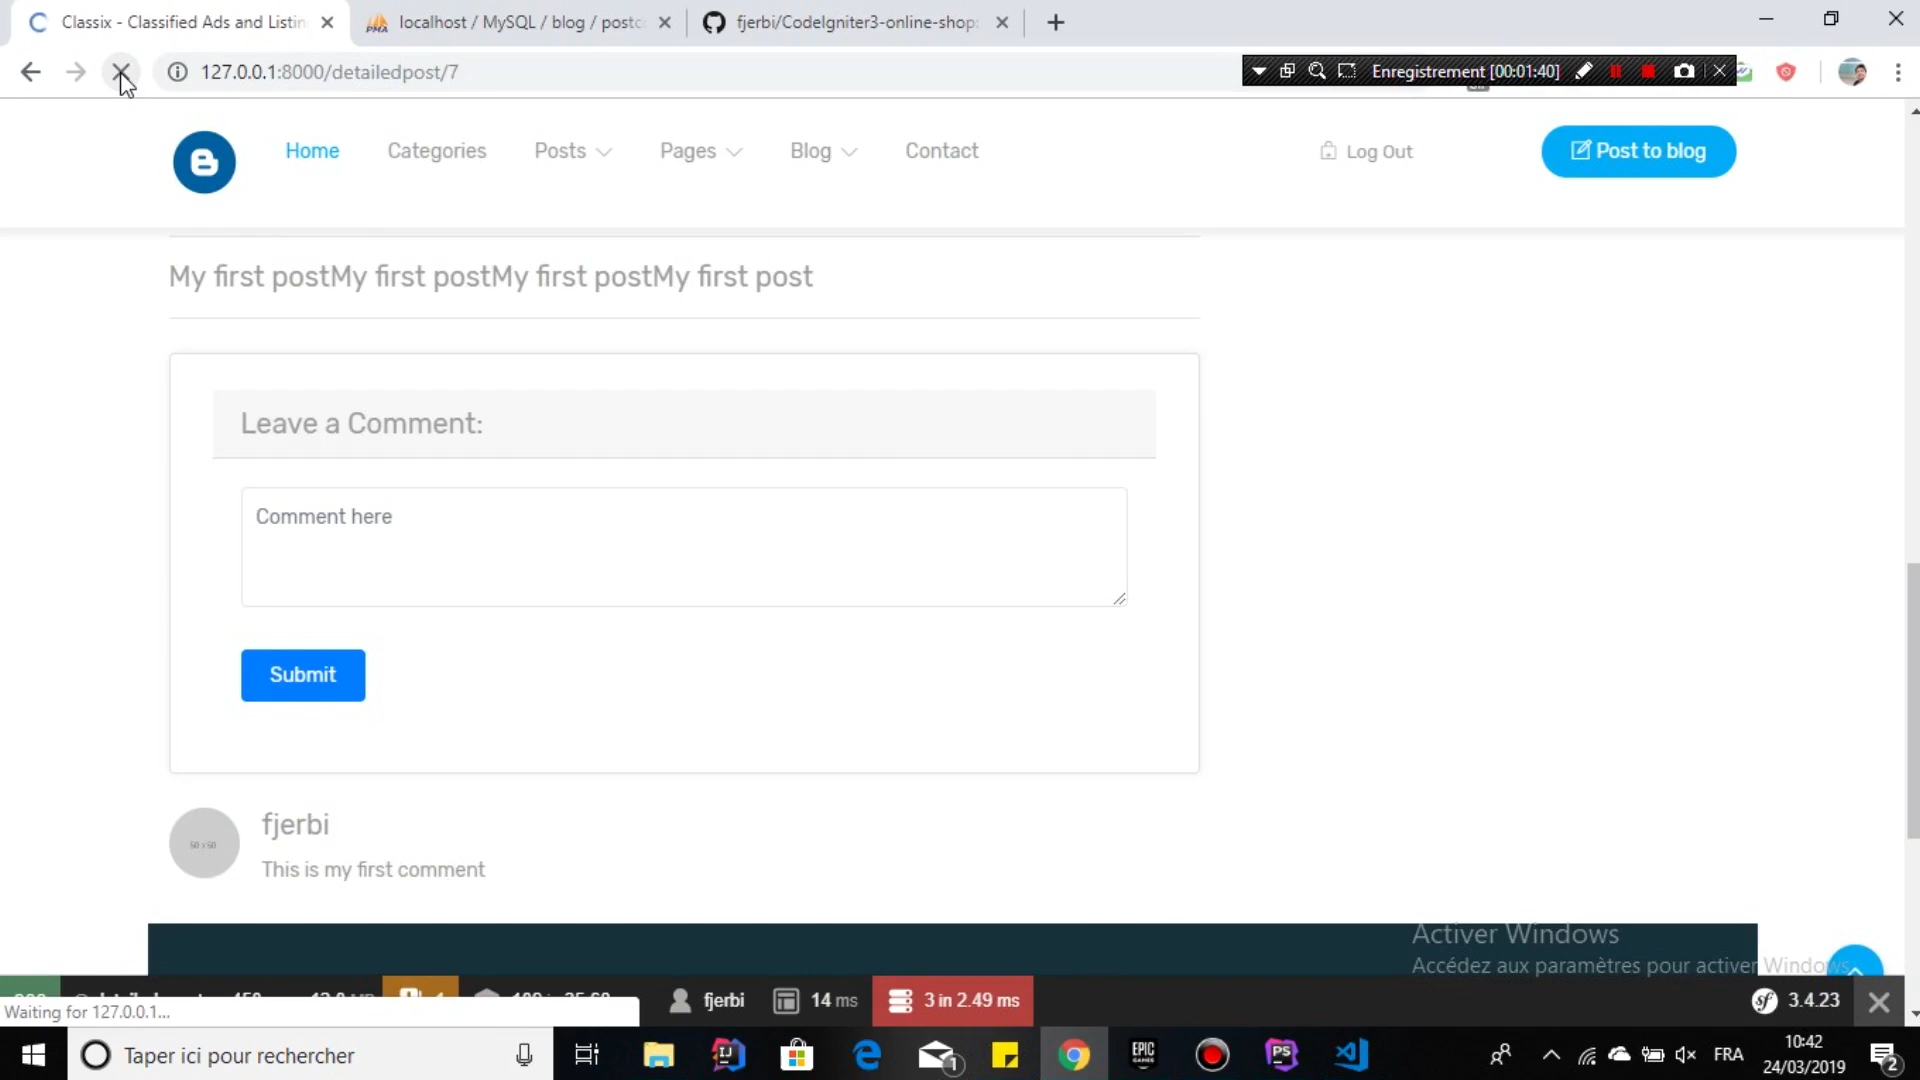 Classix - Classified Ads and Listin
localhost / MySQL / blog / postc
fjerbi/CodeIgniter3-online-shop
127.0.0.1:8000/detailedpost/7
Enregistrement [00:01:40]
Home
Categories
Posts
Pages
Blog
Contact
Log Out
Post to blog
My first postMy first postMy first postMy first post
Leave a Comment:
Comment here
Submit
50 x 50
fjerbi
This is my first comment
Activer Windows
Accédez aux paramètres pour activer Windows.
fjerbi
14 ms
3 in 2.49 ms
3.4.23
Waiting for 127.0.0.1...
Taper ici pour rechercher
EPIC
GAMES
FRA
10:42
24/03/2019